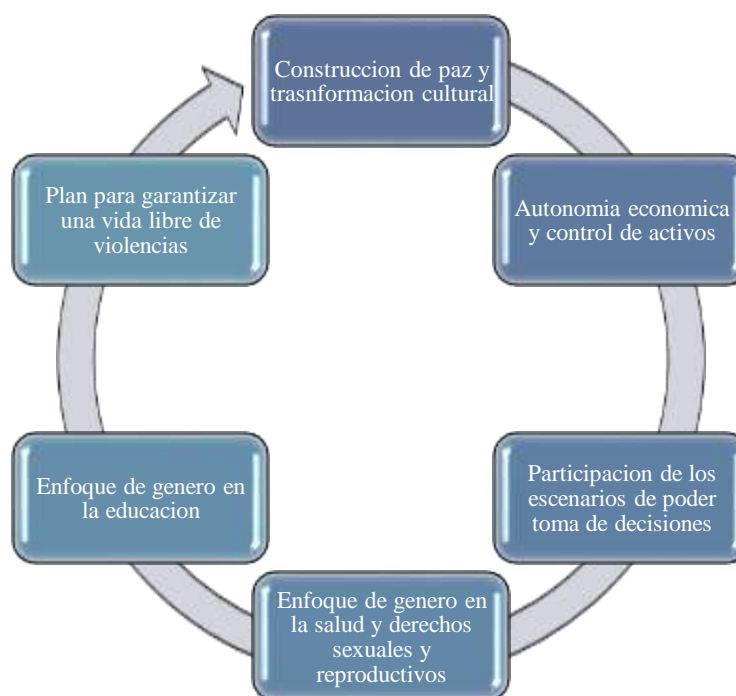 Construccion de paz y
trasnformacion cultural
Autonomia economica
y control de activos
Participacion de los
escenarios de poder
toma de decisiones
Enfoque de genero en
la salud y derechos
sexuales y
reproductivos
Enfoque de genero en
la educacion
Plan para garantizar
una vida libre de
violencias